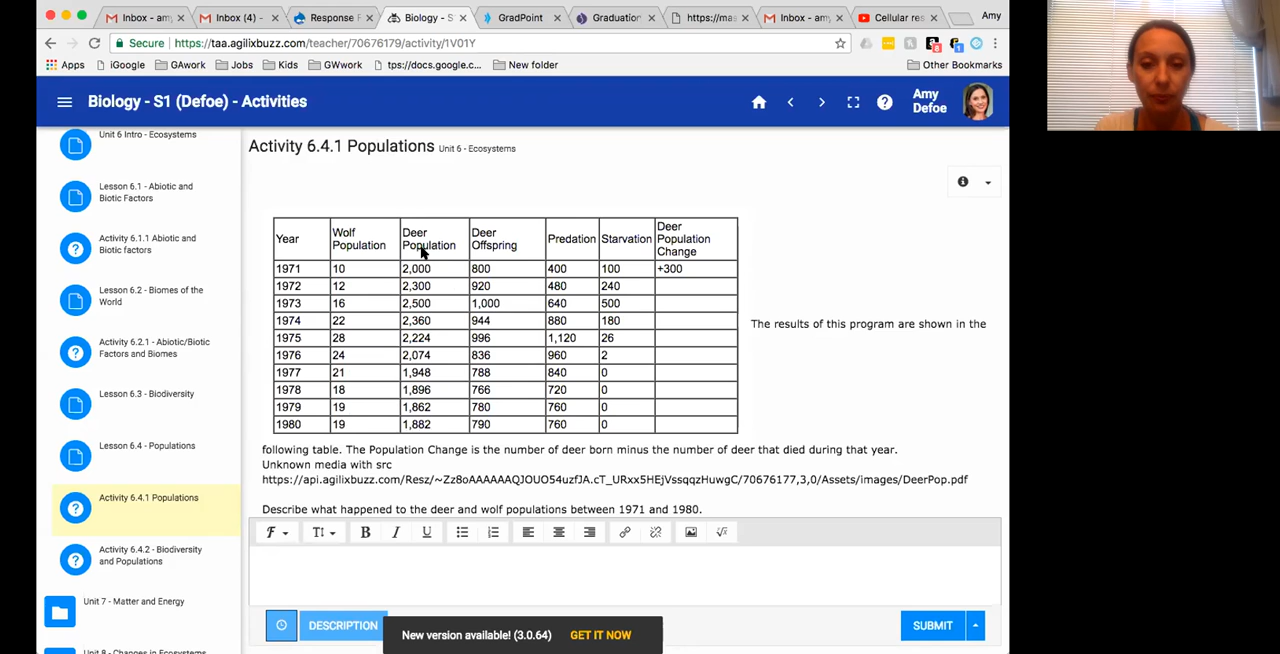 Inbox - am
Inbox (4) -
Response F
Biology - S
GradPoint
Graduation
https://ma
Inbox - am
Cellular res
Amy
Secure
https://taa.agilixbuzz.com/teacher/70676179/activity/1V01Y
Apps
iGoogle
GAwork
Jobs
Kids
GWwork
tps://docs.google.c...
New folder
Other Bookmarks
Biology - S1 (Defoe) - Activities
Amy
Defoe
Unit 6 Intro - Ecosystems
Lesson 6.1 - Abiotic and
Biotic Factors
Activity 6.1.1 Abiotic and
Biotic factors
Lesson 6.2 - Biomes of the
World
Activity 6.2.1 - Abiotic/Biotic
Factors and Biomes
Lesson 6.3 - Biodiversity
Lesson 6.4 - Populations
Activity 6.4.1 Populations
Activity 6.4.2 - Biodiversity
and Populations
Unit 7 - Matter and Energy
Unit 8 - Changes in Ecosystems
Activity 6.4.1 Populations Unit 6 - Ecosystems
Year Wolf Population Deer Population Deer Offspring Predation Starvation Deer Population Change
1971 10 2,000 800 400 100 +300
1972 12 2,300 920 480 240
1973 16 2,500 1,000 640 500
1974 22 2,360 944 880 180
1975 28 2,224 996 1,120 26
1976 24 2,074 836 960 2
1977 21 1,948 788 840 0
1978 18 1,896 766 720 0
1979 19 1,862 780 760 0
1980 19 1,882 790 760 0
The results of this program are shown in the
following table. The Population Change is the number of deer born minus the number of deer that died during that year.
Unknown media with src
https://api.agilixbuzz.com/Resz/~Zz8oAAAAAAQJOUO54uzfJA.cT_URxx5HEjVssqqzHuwgC/70676177,3,0/Assets/images/DeerPop.pdf
Describe what happened to the deer and wolf populations between 1971 and 1980.
DESCRIPTION
New version available! (3.0.64) GET IT NOW
SUBMIT